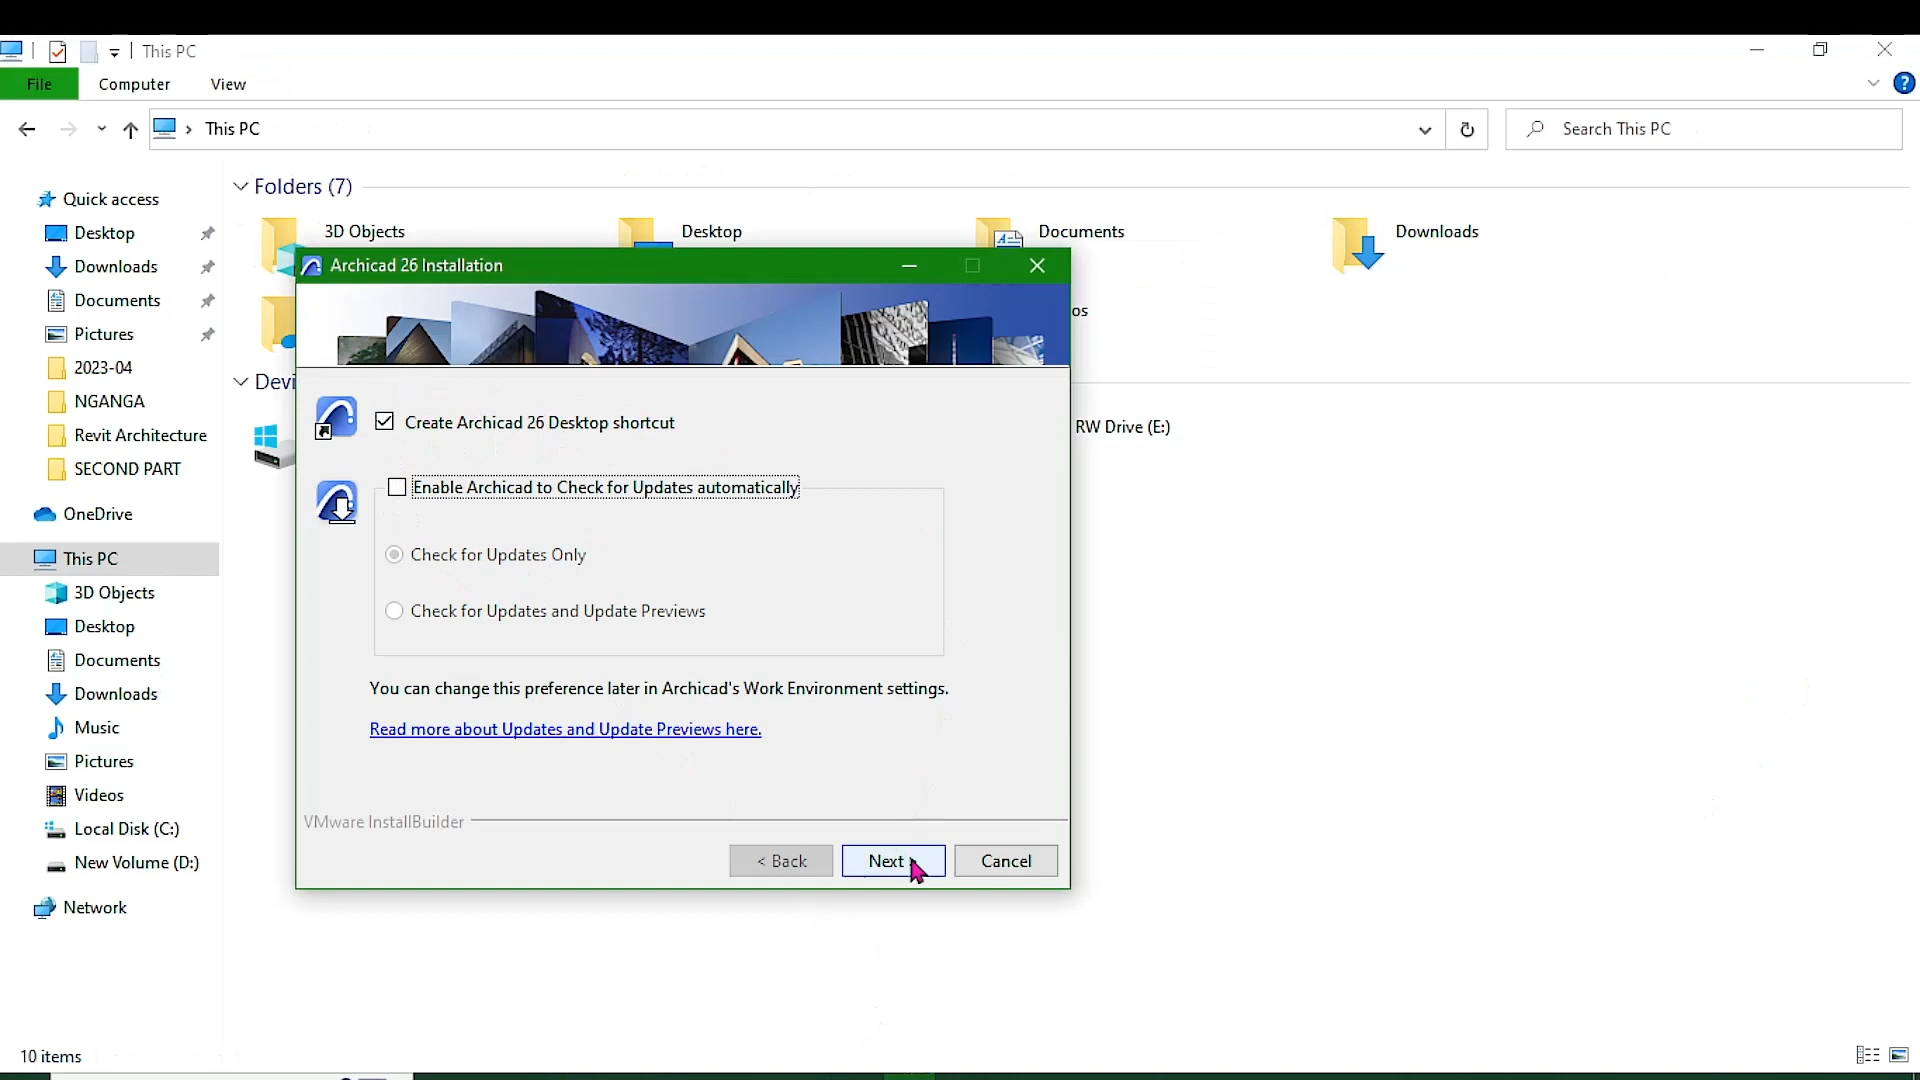 This PC
File
Computer
View
This PC
Search This PC
Quick access
Desktop
Downloads
Documents
Pictures
2023-04
NGANGA
Revit Architecture
SECOND PART
OneDrive
This PC
3D Objects
Desktop
Documents
Downloads
Music
Pictures
Videos
Local Disk (C:)
New Volume (D:)
Network
Folders (7)
3D Objects
Desktop
Documents
Downloads
os
Devi
RW Drive (E:)
Archicad 26 Installation
Create Archicad 26 Desktop shortcut
Enable Archicad to Check for Updates automatically
Check for Updates Only
Check for Updates and Update Previews
You can change this preference later in Archicad's Work Environment settings.
Read more about Updates and Update Previews here.
VMware InstallBuilder
< Back
Next >
Cancel
10 items